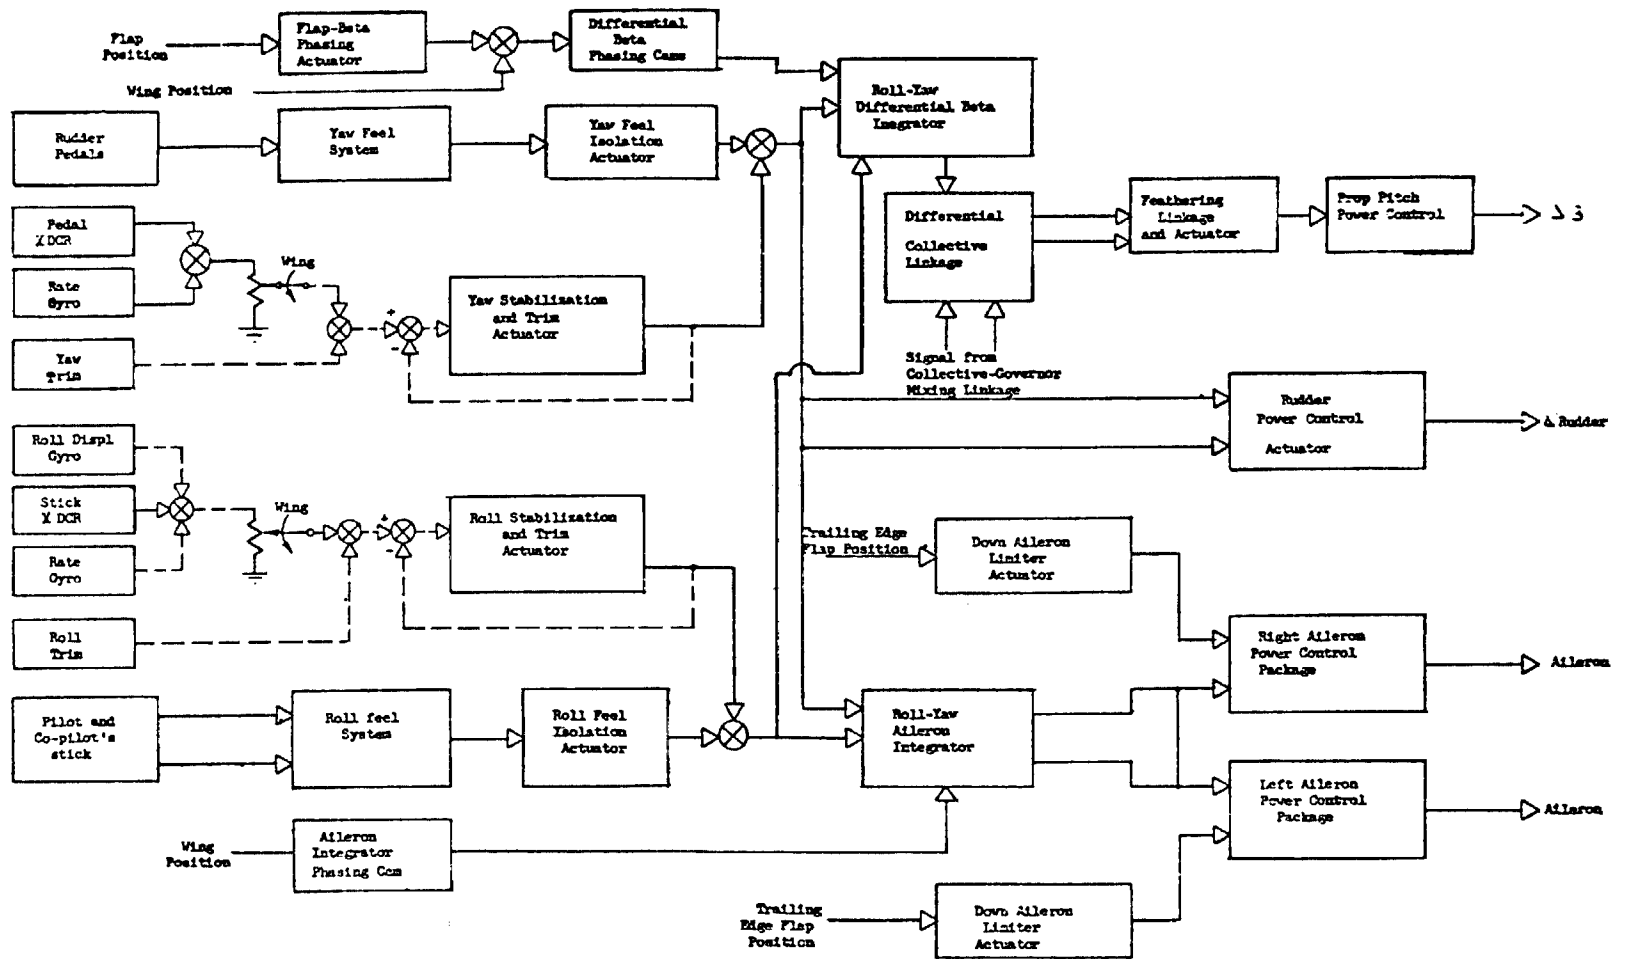 Flap
Position
Flap-Beta
Phasing
Actuator
Differential
Beta
Phasing Cams
Wing Position
Roll-Yaw
Differential Beta
Integrator
Rudder
Pedals
Yaw Feel
System
Yaw Feel
Isolation
Actuator
Pedal
XDCR
Rate
Gyro
Wing
Yaw
Trim
+
-
Yaw Stabilization
and Trim
Actuator
Differential
Collective
Linkage
Feathering
Linkage
and Actuator
Prop Pitch
Power Control
Signal from
Collective-Governor
Mixing Linkage
Rudder
Power Control
Actuator
Δ Rudder
Roll Displ
Gyro
Stick
XDCR
Rate
Gyro
Wing
Roll
Trim
+
-
Roll Stabilization
and Trim
Actuator
Trailing Edge
Flap Position
Down Aileron
Limiter
Actuator
Right Aileron
Power Control
Package
Aileron
Pilot and
Co-pilot's
stick
Roll feel
System
Roll Feel
Isolation
Actuator
Roll-Yaw
Aileron
Integrator
Left Aileron
Power Control
Package
Aileron
Wing
Position
Aileron
Integrator
Phasing Cam
Trailing
Edge Flap
Position
Down Aileron
Limiter
Actuator